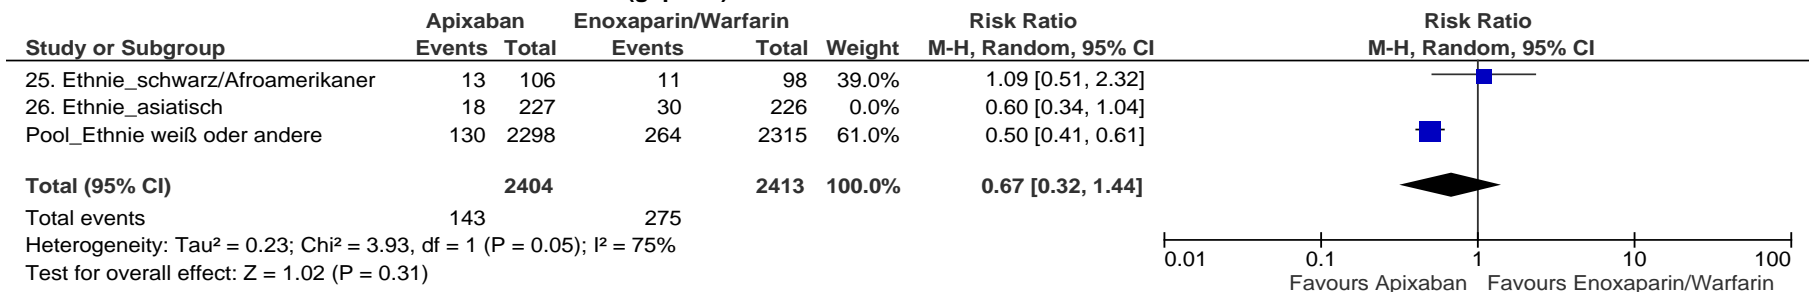 Apixaban Enoxaparin/Warfarin Risk Ratio Risk Ratio
Study or Subgroup Events Total Events Total Weight M-H, Random, 95% CI M-H, Random, 95% CI
25. Ethnie_schwarz/Afroamerikaner 13 106 11 98 39.0% 1.09 [0.51, 2.32]
26. Ethnie_asiatisch 18 227 30 226 0.0% 0.60 [0.34, 1.04]
Pool_Ethnie weiß oder andere 130 2298 264 2315 61.0% 0.50 [0.41, 0.61]
Total (95% CI) 2404 2413 100.0% 0.67 [0.32, 1.44]
Total events 143 275
Heterogeneity: Tau² = 0.23; Chi² = 3.93, df = 1 (P = 0.05); I² = 75%
Test for overall effect: Z = 1.02 (P = 0.31)
0.01 0.1 1 10 100
Favours Apixaban Favours Enoxaparin/Warfarin